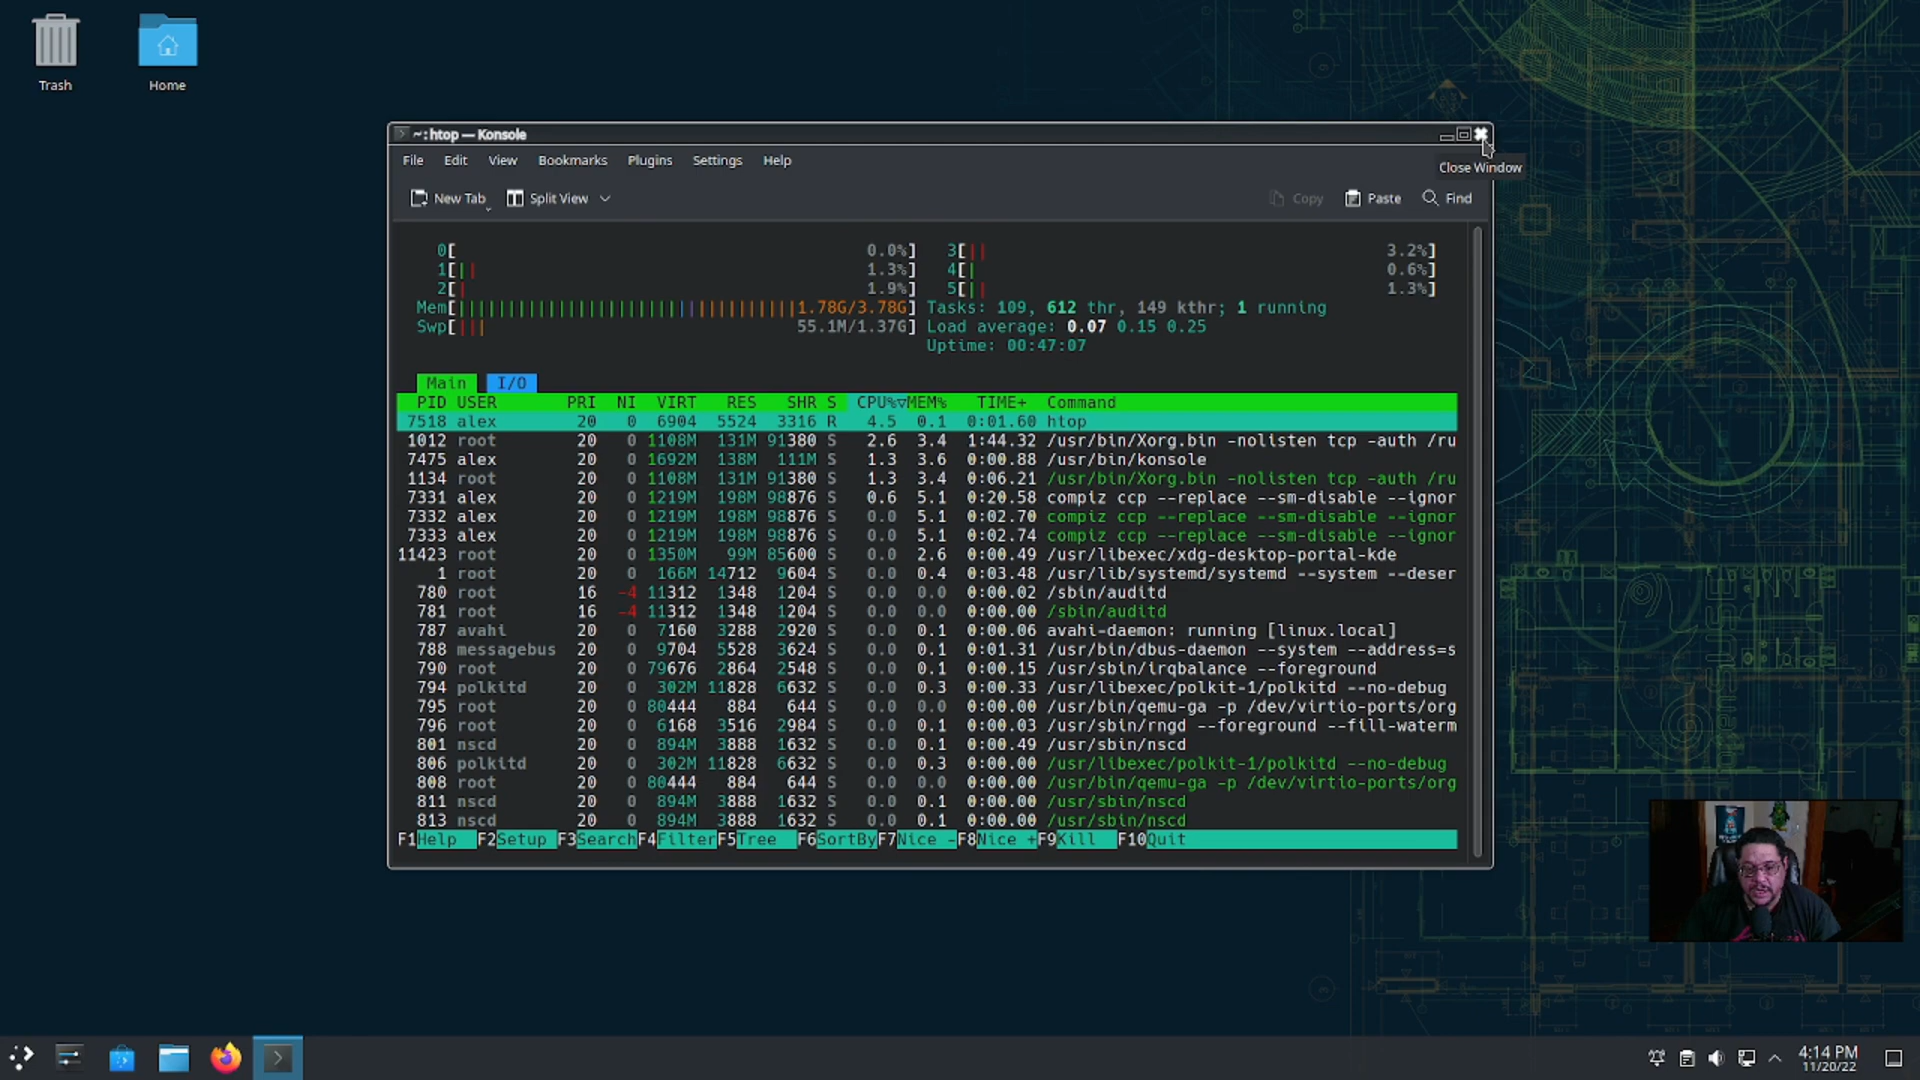 Trash
Home
~ : htop — Konsole
File Edit View Bookmarks Plugins Settings Help
Close Window
New Tab Split View Copy Paste Find
0[ 0.0%] 3[|| 3.2%]
1[|| 1.3%] 4[| 0.6%]
2[| 1.9%] 5[|| 1.3%]
Mem[||||||||||||||||||||||||||||||||||1.78G/3.78G] Tasks: 109, 612 thr, 149 kthr; 1 running
Swp[||| 55.1M/1.37G] Load average: 0.07 0.15 0.25
Uptime: 00:47:07
Main I/O
PID USER PRI NI VIRT RES SHR S CPU%▽MEM% TIME+ Command
7518 alex 20 0 6904 5524 3316 R 4.5 0.1 0:01.60 htop
1012 root 20 0 1108M 131M 91380 S 2.6 3.4 1:44.32 /usr/bin/Xorg.bin -nolisten tcp -auth /ru
7475 alex 20 0 1692M 138M 111M S 1.3 3.6 0:00.88 /usr/bin/konsole
1134 root 20 0 1108M 131M 91380 S 1.3 3.4 0:06.21 /usr/bin/Xorg.bin -nolisten tcp -auth /ru
7331 alex 20 0 1219M 198M 98876 S 0.6 5.1 0:20.58 compiz ccp --replace --sm-disable --ignor
7332 alex 20 0 1219M 198M 98876 S 0.0 5.1 0:02.70 compiz ccp --replace --sm-disable --ignor
7333 alex 20 0 1219M 198M 98876 S 0.0 5.1 0:02.74 compiz ccp --replace --sm-disable --ignor
11423 root 20 0 1350M 99M 85600 S 0.0 2.6 0:00.49 /usr/libexec/xdg-desktop-portal-kde
1 root 20 0 166M 14712 9604 S 0.0 0.4 0:03.48 /usr/lib/systemd/systemd --system --deser
780 root 16 -4 11312 1348 1204 S 0.0 0.0 0:00.02 /sbin/auditd
781 root 16 -4 11312 1348 1204 S 0.0 0.0 0:00.00 /sbin/auditd
787 avahi 20 0 7160 3288 2920 S 0.0 0.1 0:00.06 avahi-daemon: running [linux.local]
788 messagebus 20 0 9704 5528 3624 S 0.0 0.1 0:01.31 /usr/bin/dbus-daemon --system --address=s
790 root 20 0 79676 2864 2548 S 0.0 0.1 0:00.15 /usr/sbin/irqbalance --foreground
794 polkitd 20 0 302M 11828 6632 S 0.0 0.3 0:00.33 /usr/libexec/polkit-1/polkitd --no-debug
795 root 20 0 80444 884 644 S 0.0 0.0 0:00.00 /usr/bin/qemu-ga -p /dev/virtio-ports/org
796 root 20 0 6168 3516 2984 S 0.0 0.1 0:00.03 /usr/sbin/rngd --foreground --fill-waterm
801 nscd 20 0 894M 3888 1632 S 0.0 0.1 0:00.49 /usr/sbin/nscd
806 polkitd 20 0 302M 11828 6632 S 0.0 0.3 0:00.00 /usr/libexec/polkit-1/polkitd --no-debug
808 root 20 0 80444 884 644 S 0.0 0.0 0:00.00 /usr/bin/qemu-ga -p /dev/virtio-ports/org
811 nscd 20 0 894M 3888 1632 S 0.0 0.1 0:00.00 /usr/sbin/nscd
813 nscd 20 0 894M 3888 1632 S 0.0 0.1 0:00.00 /usr/sbin/nscd
F1Help F2Setup F3SearchF4FilterF5Tree F6SortByF7Nice -F8Nice +F9Kill F10Quit
openSUSE
4:14 PM
11/20/22